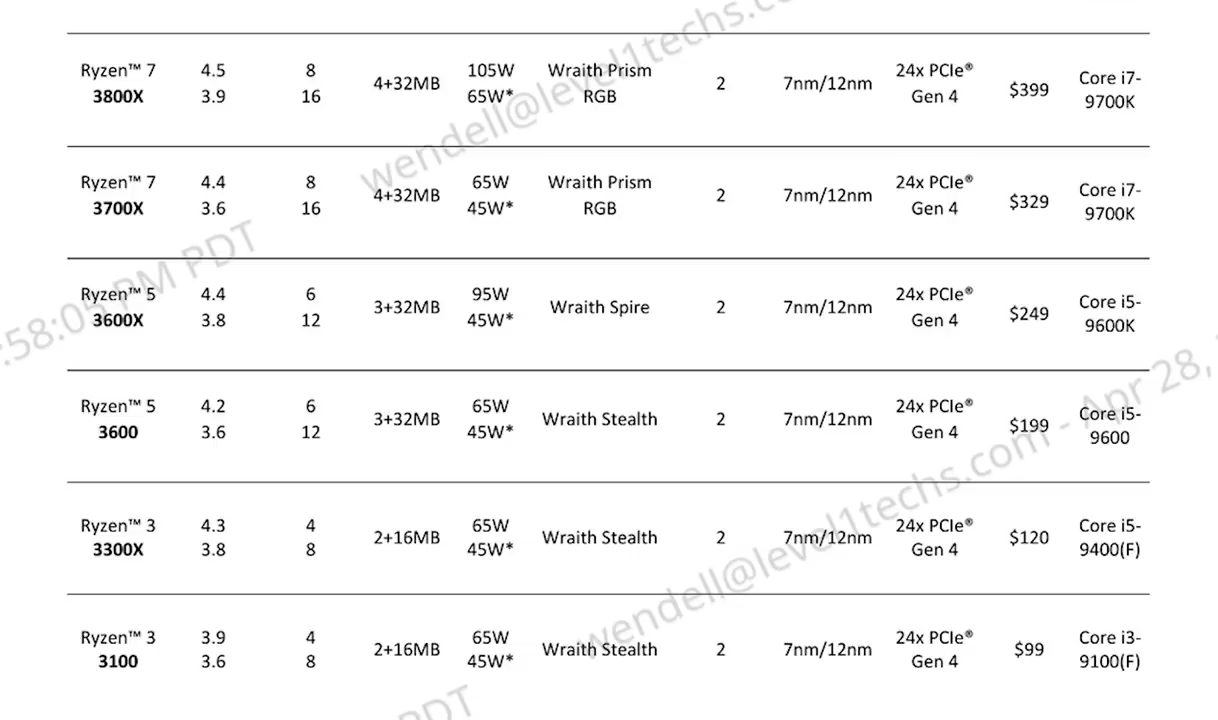 Ryzen™ 7 4.5 8 4+32MB 105W Wraith Prism 2 7nm/12nm 24x PCIe® $399 Core i7-
3800X 3.9 16 65W* RGB Gen 4 9700K
Ryzen™ 7 4.4 8 4+32MB 65W Wraith Prism 2 7nm/12nm 24x PCIe® $329 Core i7-
3700X 3.6 16 45W* RGB Gen 4 9700K
Ryzen™ 5 4.4 6 3+32MB 95W Wraith Spire 2 7nm/12nm 24x PCIe® $249 Core i5-
3600X 3.8 12 45W* Gen 4 9600K
Ryzen™ 5 4.2 6 3+32MB 65W Wraith Stealth 2 7nm/12nm 24x PCIe® $199 Core i5-
3600 3.6 12 45W* Gen 4 9600
Ryzen™ 3 4.3 4 2+16MB 65W Wraith Stealth 2 7nm/12nm 24x PCIe® $120 Core i5-
3300X 3.8 8 45W* Gen 4 9400(F)
Ryzen™ 3 3.9 4 2+16MB 65W Wraith Stealth 2 7nm/12nm 24x PCIe® $99 Core i3-
3100 3.6 8 45W* Gen 4 9100(F)
wendell@level1techs.co
:58:05 PM PDT
wendell@level1techs.com - Apr 28,
PDT